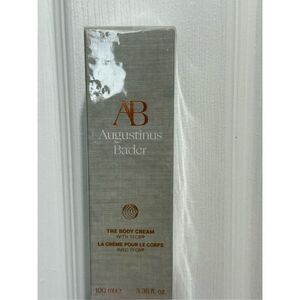 AB
Augustinus
Bader
THE BODY CREAM
WITH TFC8®
LA CRÈME POUR LE CORPS
AVEC TFC8®
100 ml ℮ 3.38 fl. oz.